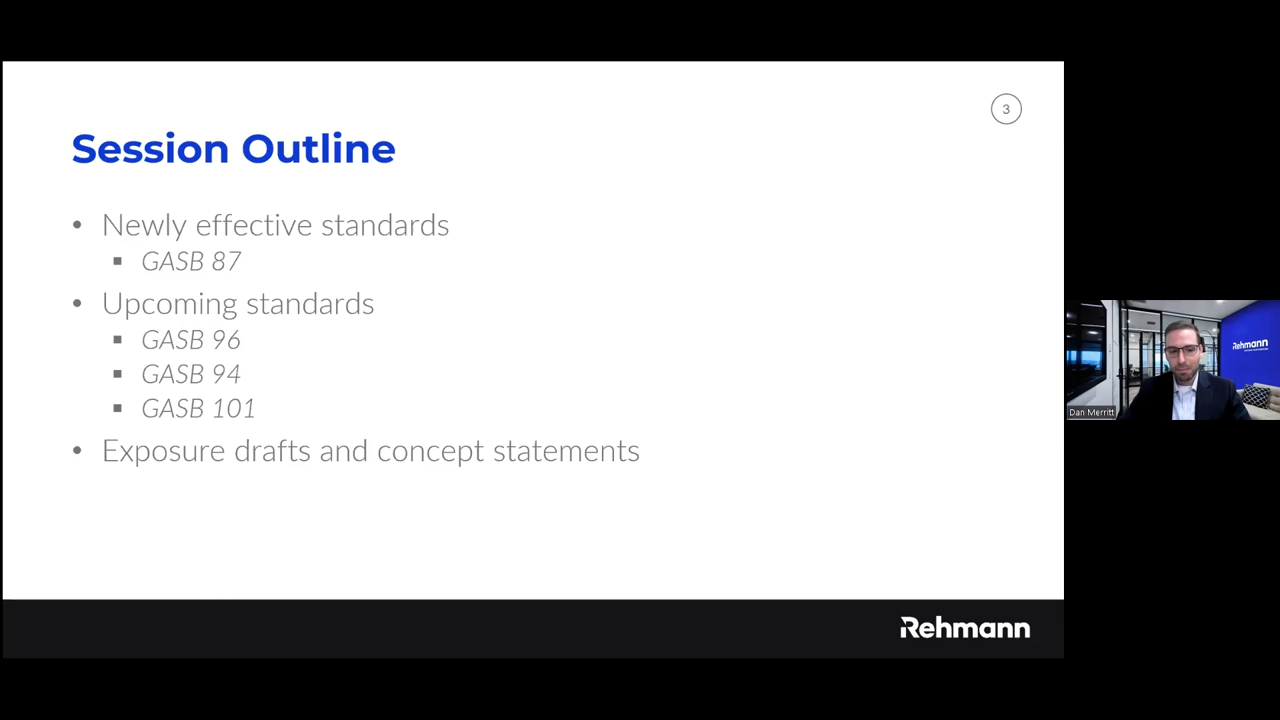 3
Session Outline
• Newly effective standards
▪ GASB 87
• Upcoming standards
▪ GASB 96
▪ GASB 94
▪ GASB 101
• Exposure drafts and concept statements
Rehmann
Rehmann
Dan Merritt